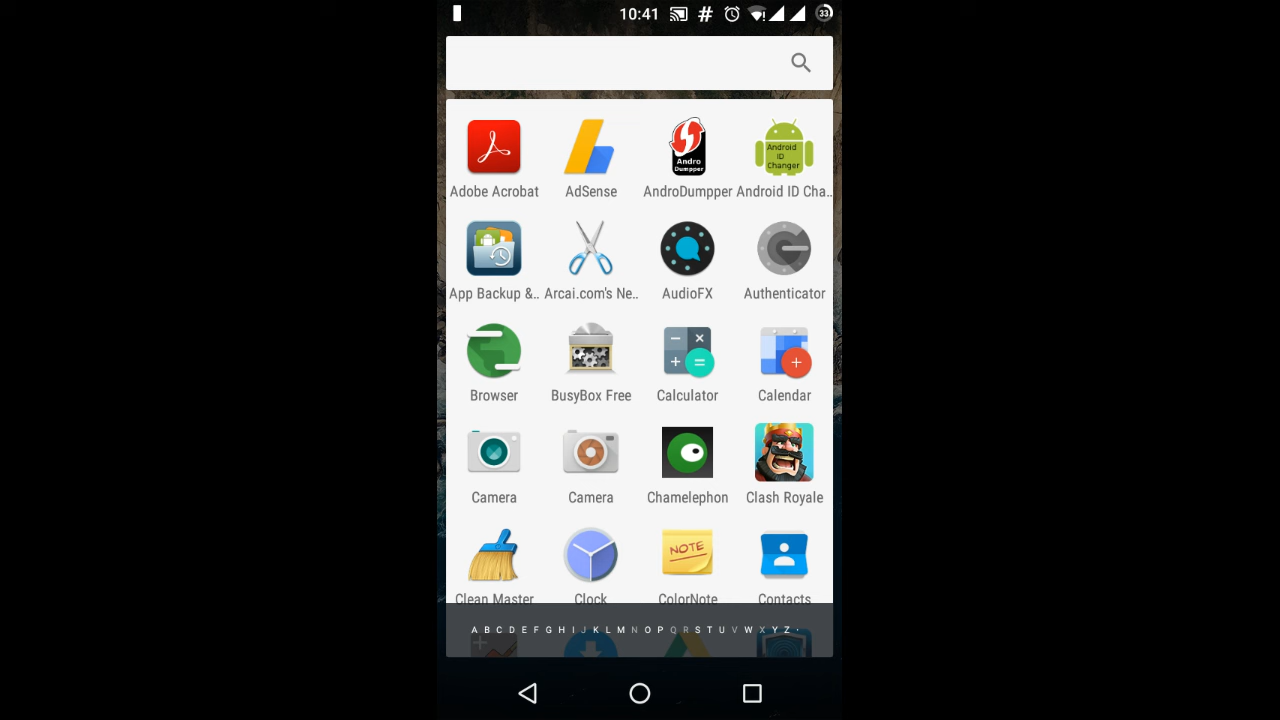 10:41 # 33
Adobe Acrobat AdSense AndroDumpper Android ID Cha..
Andro
Dumpper
Android
ID
Changer
App Backup &.. Arcai.com's Ne.. AudioFX Authenticator
Browser BusyBox Free Calculator Calendar
Camera Camera Chamelephon Clash Royale
NOTE
Clean Master Clock ColorNote Contacts
A B C D E F G H I J K L M N O P Q R S T U V W X Y Z ·